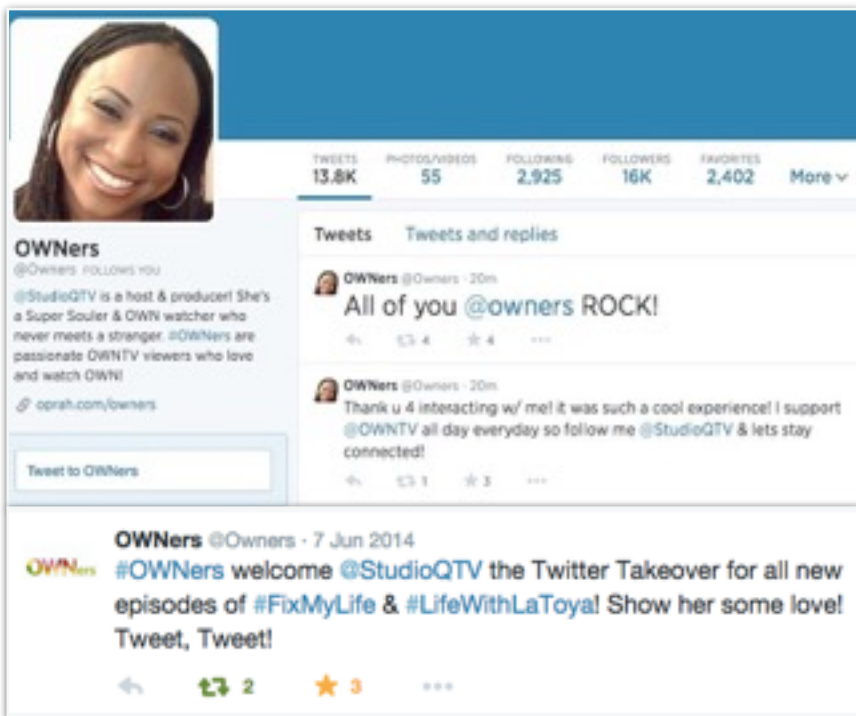 TWEETS PHOTOS/VIDEOS FOLLOWING FOLLOWERS FAVORITES
13.8K 55 2,925 16K 2,402 More
OWNers
@Owners FOLLOWS YOU
@StudioQTV is a host & producer! She's
a Super Souler & OWN watcher who
never meets a stranger. #OWNers are
passionate OWNTV viewers who love
and watch OWN!
oprah.com/owners
Tweet to OWNers
Tweets Tweets and replies
OWNers @Owners · 20m
All of you @owners ROCK!
4 4
OWNers @Owners · 20m
Thank u 4 interacting w/ me! it was such a cool experience! I support
@OWNTV all day everyday so follow me @StudioQTV & lets stay
connected!
1 3
OWNers
OWNers @Owners · 7 Jun 2014
#OWNers welcome @StudioQTV the Twitter Takeover for all new
episodes of #FixMyLife & #LifeWithLaToya! Show her some love!
Tweet, Tweet!
2 3